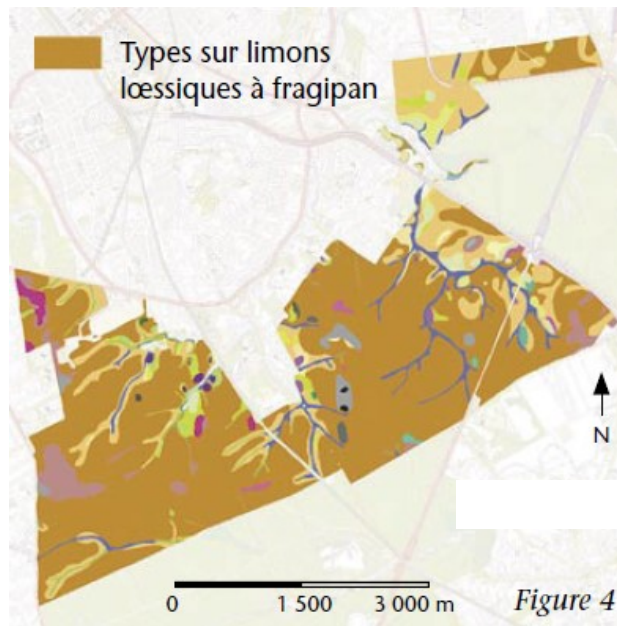 Types sur limons
lœssiques à fragipan
N
0 1 500 3 000 m
Figure 4